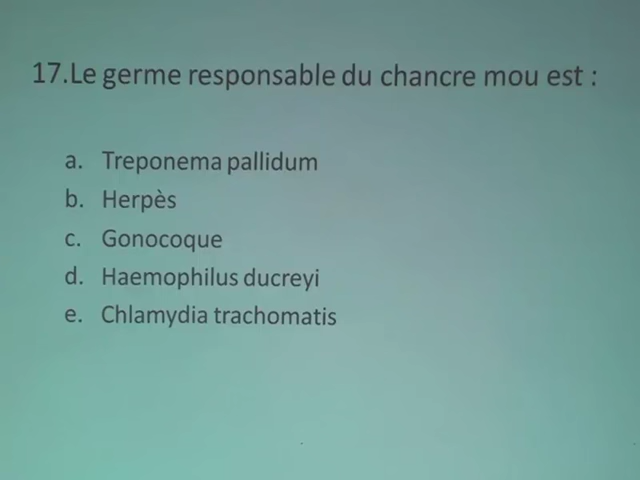 17.Le germe responsable du chancre mou est :
a. Treponema pallidum
b. Herpès
c. Gonocoque
d. Haemophilus ducreyi
e. Chlamydia trachomatis